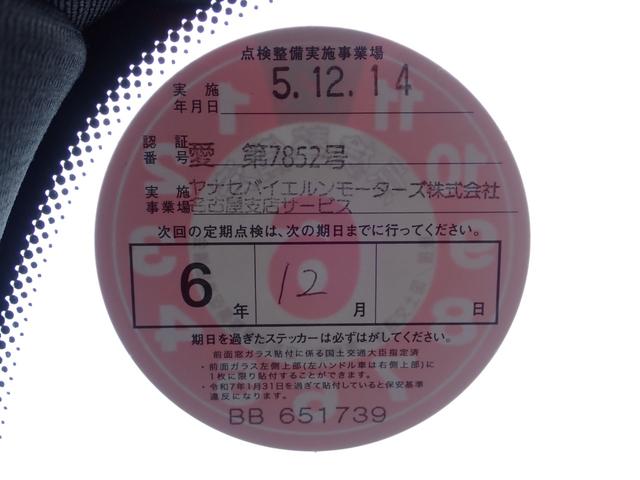 点検整備実施事業場
実施
年月日 5.12.14
認証
番号 愛 第7852号
実施
事業場 ヤナセバイエルンモーターズ株式会社
名古屋支店サービス
次回の定期点検は、次の期日までに行ってください。
6年 12月 日
期日を過ぎたステッカーは必ずはがしてください。
前面窓ガラス貼付に係る国土交通大臣指定済
・前面ガラス左側上部(左ハンドル車は右側上部)に
1枚に限り貼付することができます。
・令和7年1月31日を過ぎて貼付していると保安基準
違反になります。
BB 651739